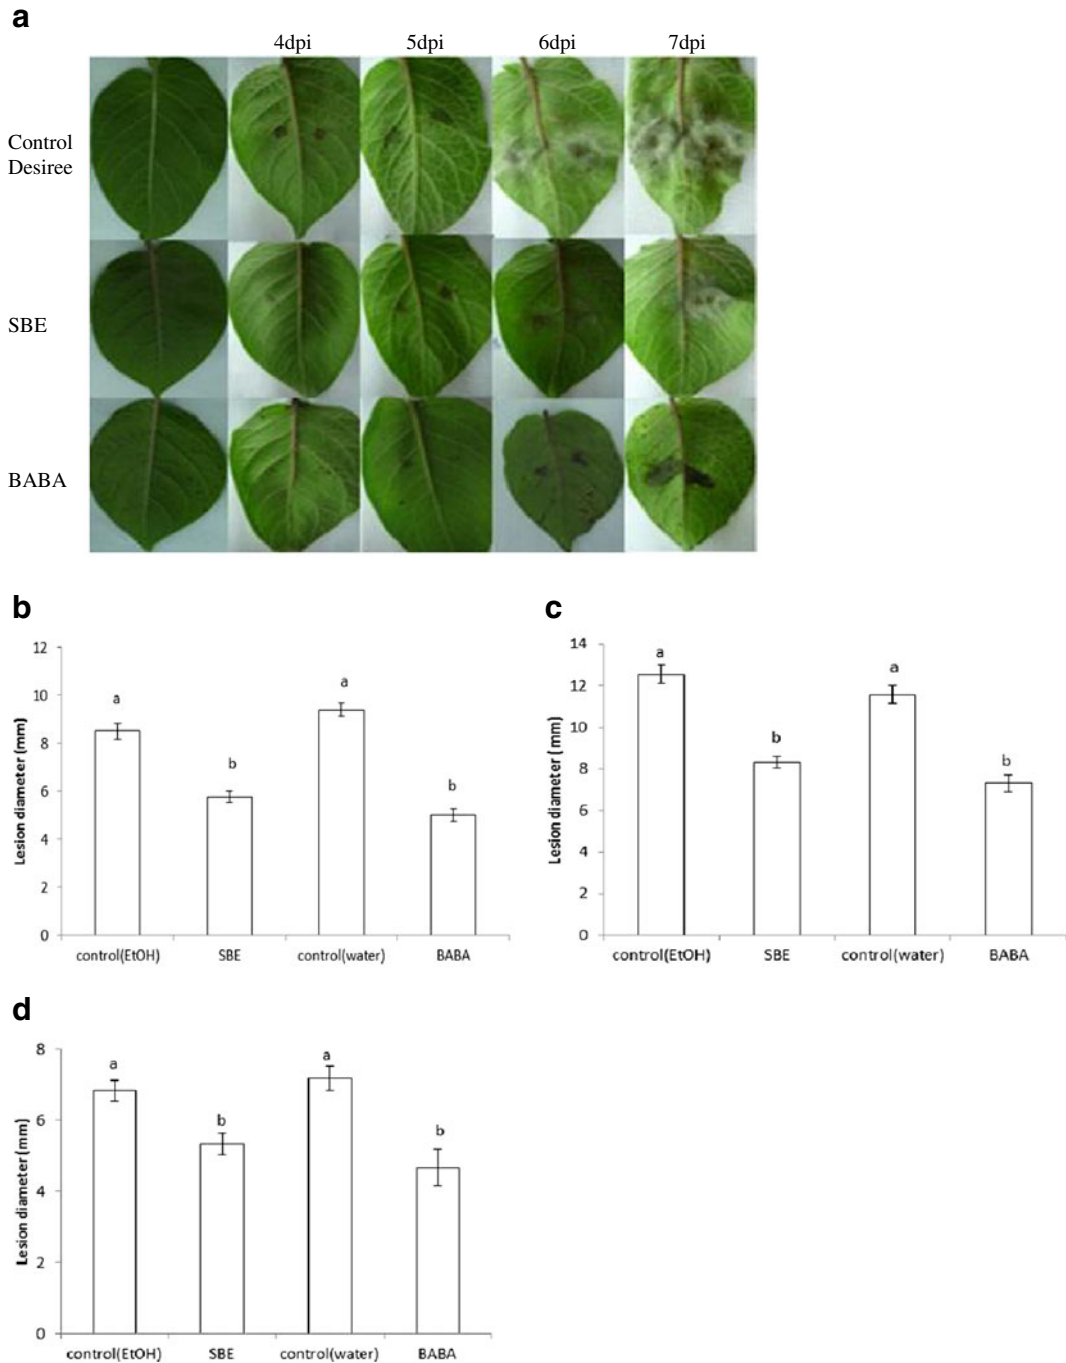 a
4dpi 5dpi 6dpi 7dpi
Control
Desiree
SBE
BABA
b
12
10
8
6
4
2
0
Lesion diameter (mm)
a
b
a
b
control(EtOH) SBE control(water) BABA
c
14
12
10
8
6
4
2
0
Lesion diameter (mm)
a
b
a
b
control(EtOH) SBE control(water) BABA
d
8
6
4
2
0
Lesion diameter (mm)
a
b
a
b
control(EtOH) SBE control(water) BABA